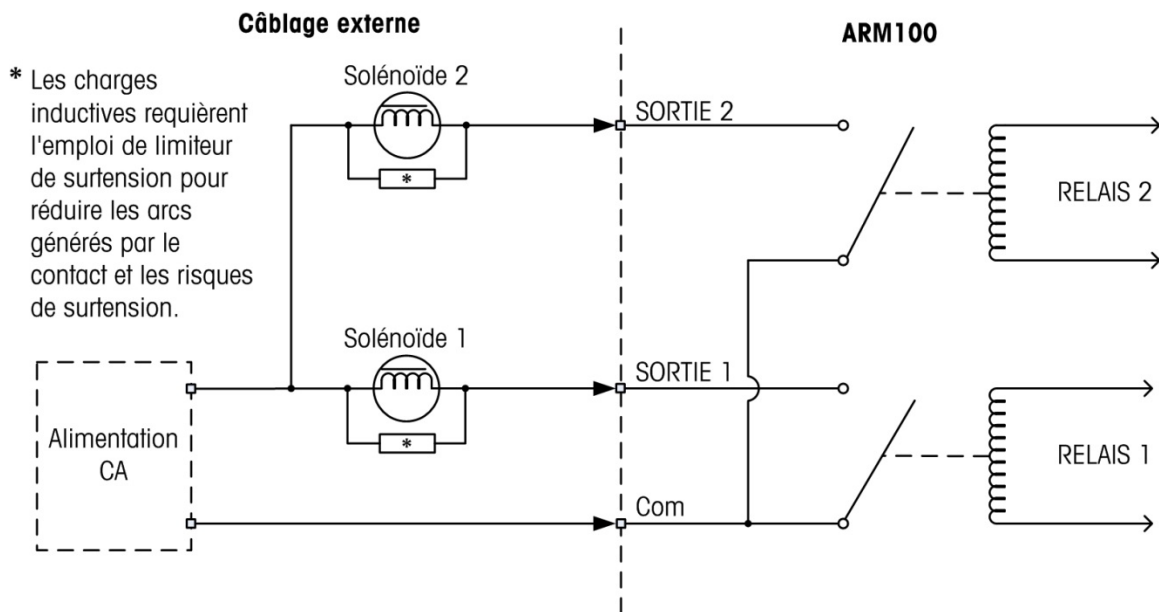 Câblage externe
ARM100
* Les charges
inductives requièrent
l'emploi de limiteur
de surtension pour
réduire les arcs
générés par le
contact et les risques
de surtension.
Solénoïde 2
*
SORTIE 2
RELAIS 2
Solénoïde 1
*
SORTIE 1
RELAIS 1
Alimentation
CA
Com